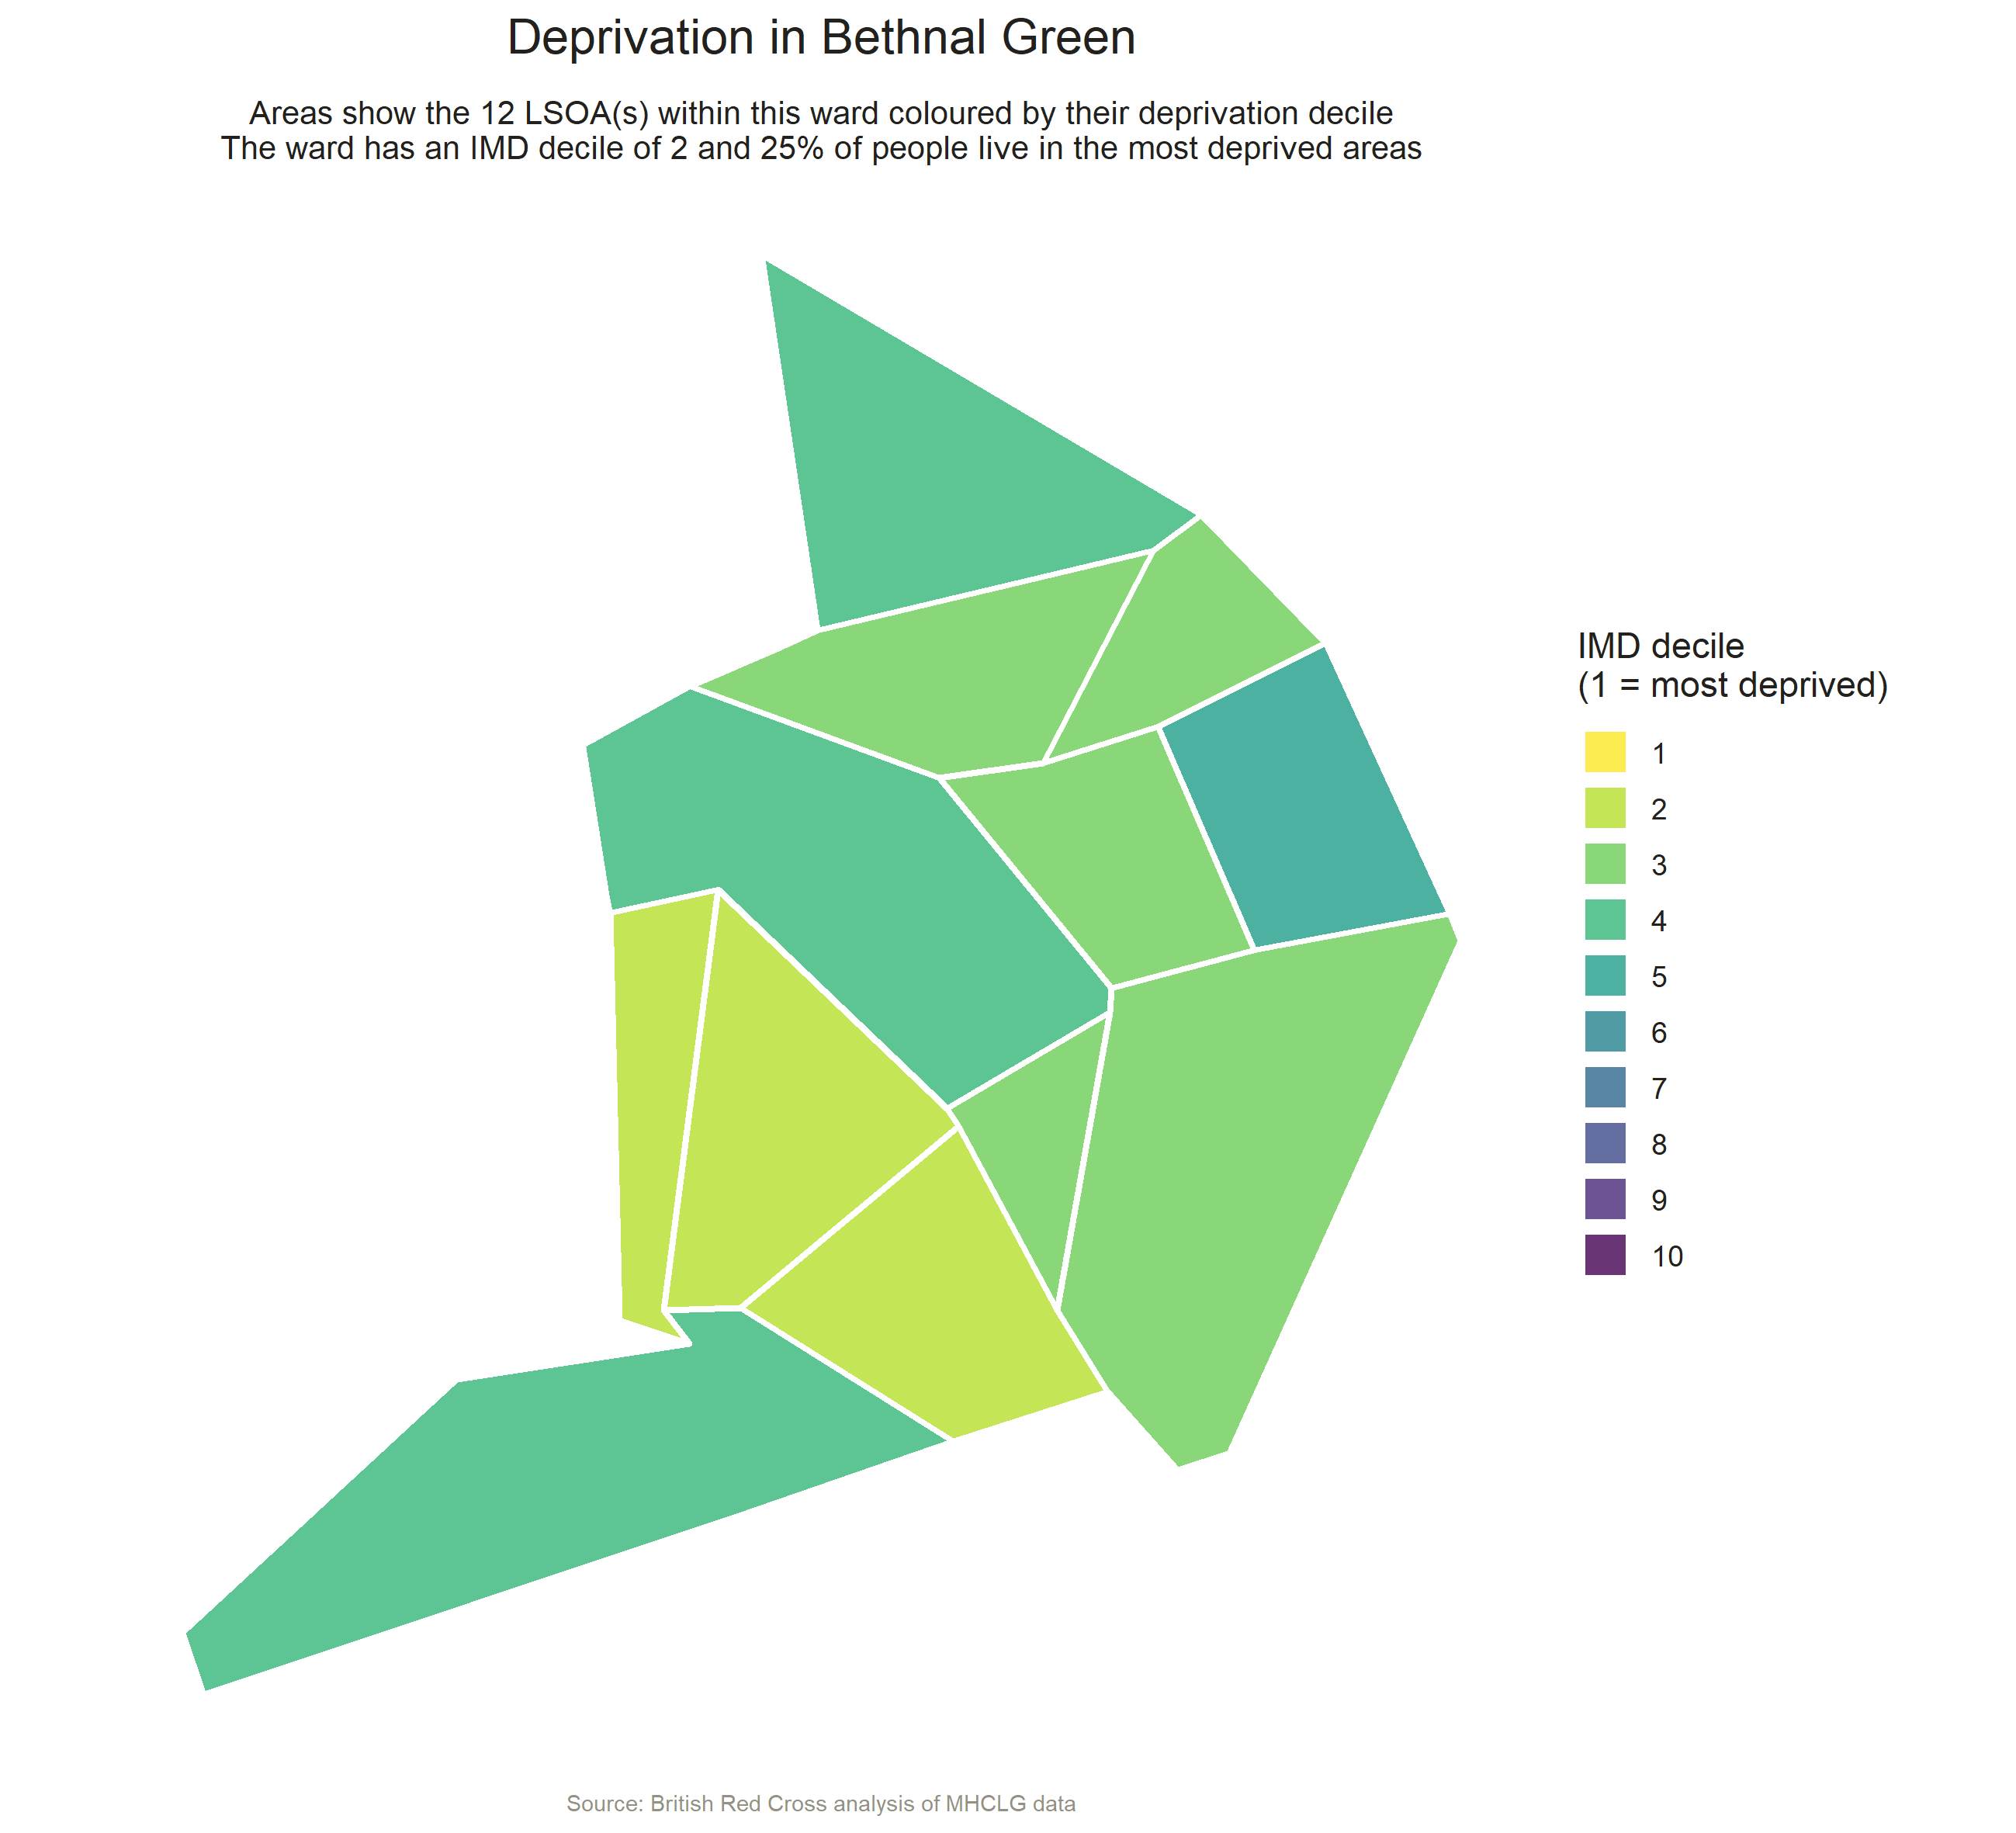 Deprivation in Bethnal Green
Areas show the 12 LSOA(s) within this ward coloured by their deprivation decile
The ward has an IMD decile of 2 and 25% of people live in the most deprived areas
IMD decile
(1 = most deprived)
1
2
3
4
5
6
7
8
9
10
Source: British Red Cross analysis of MHCLG data